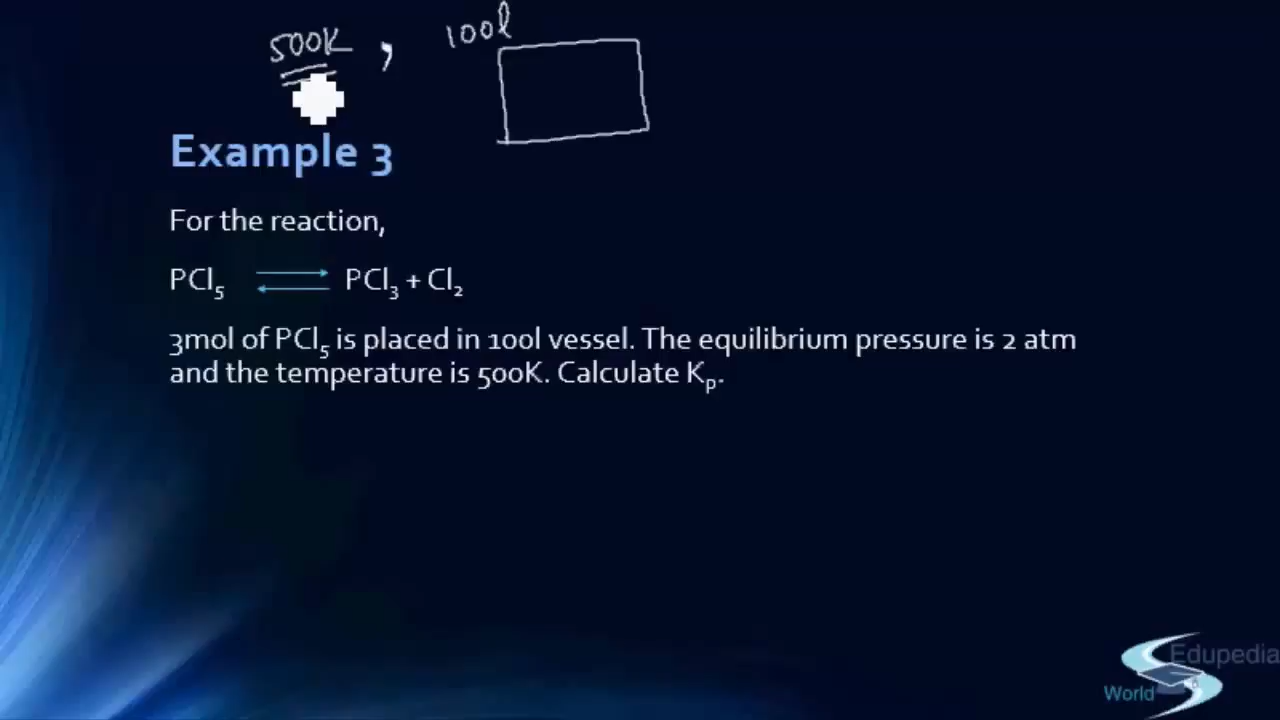 500K , 100l
Example 3
For the reaction,
PCl₅ ⇌ PCl₃ + Cl₂
3mol of PCl₅ is placed in 100l vessel. The equilibrium pressure is 2 atm
and the temperature is 500K. Calculate Kₚ.
Edupedia
World